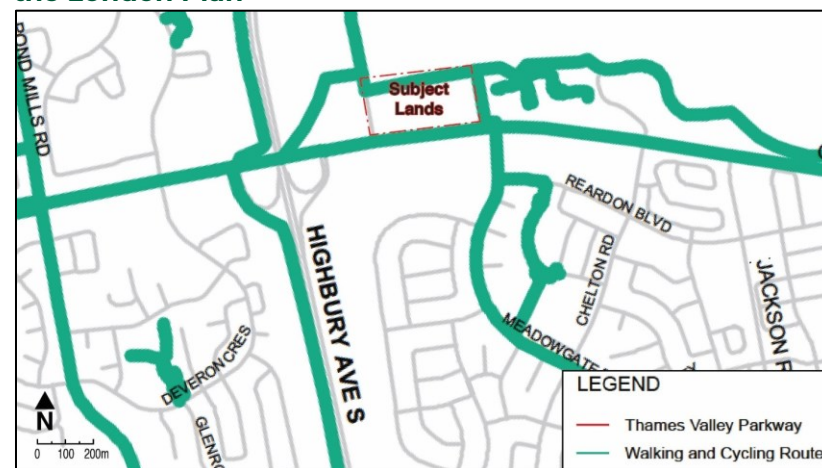 the London Plan
POND MILLS RD
Subject
Lands
HIGHBURY AVE S
REARDON BLVD
CHELTON RD
JACKSON R
MEADOWGATE
DEVERON CRES
GLENRO
N
0 100 200m
LEGEND
Thames Valley Parkway
Walking and Cycling Route